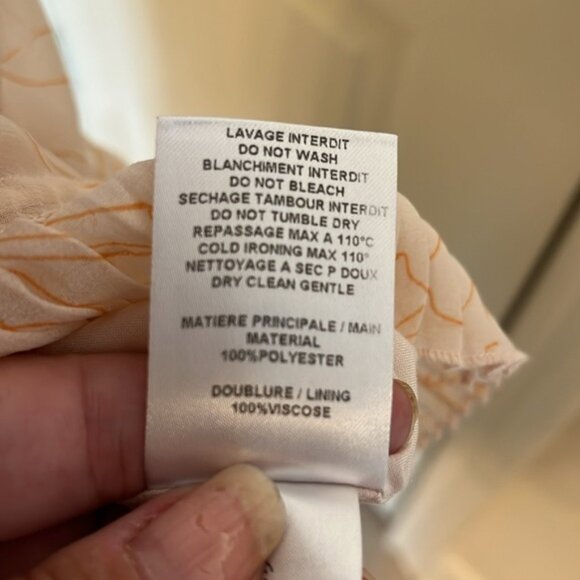 LAVAGE INTERDIT
DO NOT WASH
BLANCHIMENT INTERDIT
DO NOT BLEACH
SECHAGE TAMBOUR INTERDIT
DO NOT TUMBLE DRY
REPASSAGE MAX A 110°C
COLD IRONING MAX 110°
NETTOYAGE A SEC P DOUX
DRY CLEAN GENTLE
MATIERE PRINCIPALE / MAIN
MATERIAL
100%POLYESTER
DOUBLURE / LINING
100%VISCOSE